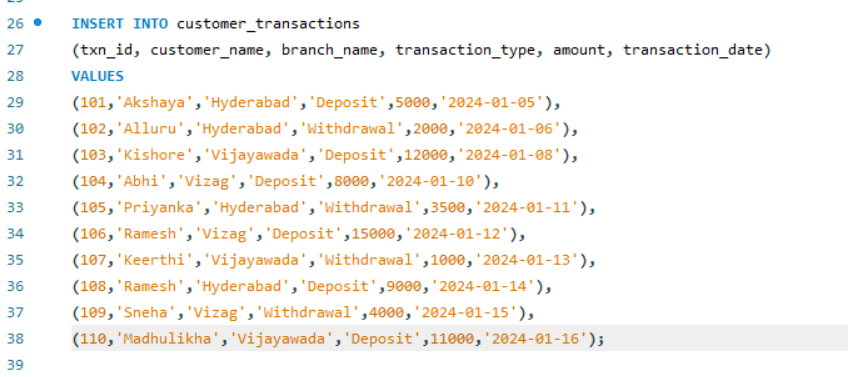 26 INSERT INTO customer_transactions
27 (txn_id, customer_name, branch_name, transaction_type, amount, transaction_date)
28 VALUES
29 (101,'Akshaya','Hyderabad','Deposit',5000,'2024-01-05'),
30 (102,'Alluru','Hyderabad','Withdrawal',2000,'2024-01-06'),
31 (103,'Kishore','Vijayawada','Deposit',12000,'2024-01-08'),
32 (104,'Abhi','Vizag','Deposit',8000,'2024-01-10'),
33 (105,'Priyanka','Hyderabad','Withdrawal',3500,'2024-01-11'),
34 (106,'Ramesh','Vizag','Deposit',15000,'2024-01-12'),
35 (107,'Keerthi','Vijayawada','Withdrawal',1000,'2024-01-13'),
36 (108,'Ramesh','Hyderabad','Deposit',9000,'2024-01-14'),
37 (109,'Sneha','Vizag','Withdrawal',4000,'2024-01-15'),
38 (110,'Madhulikha','Vijayawada','Deposit',11000,'2024-01-16');
39